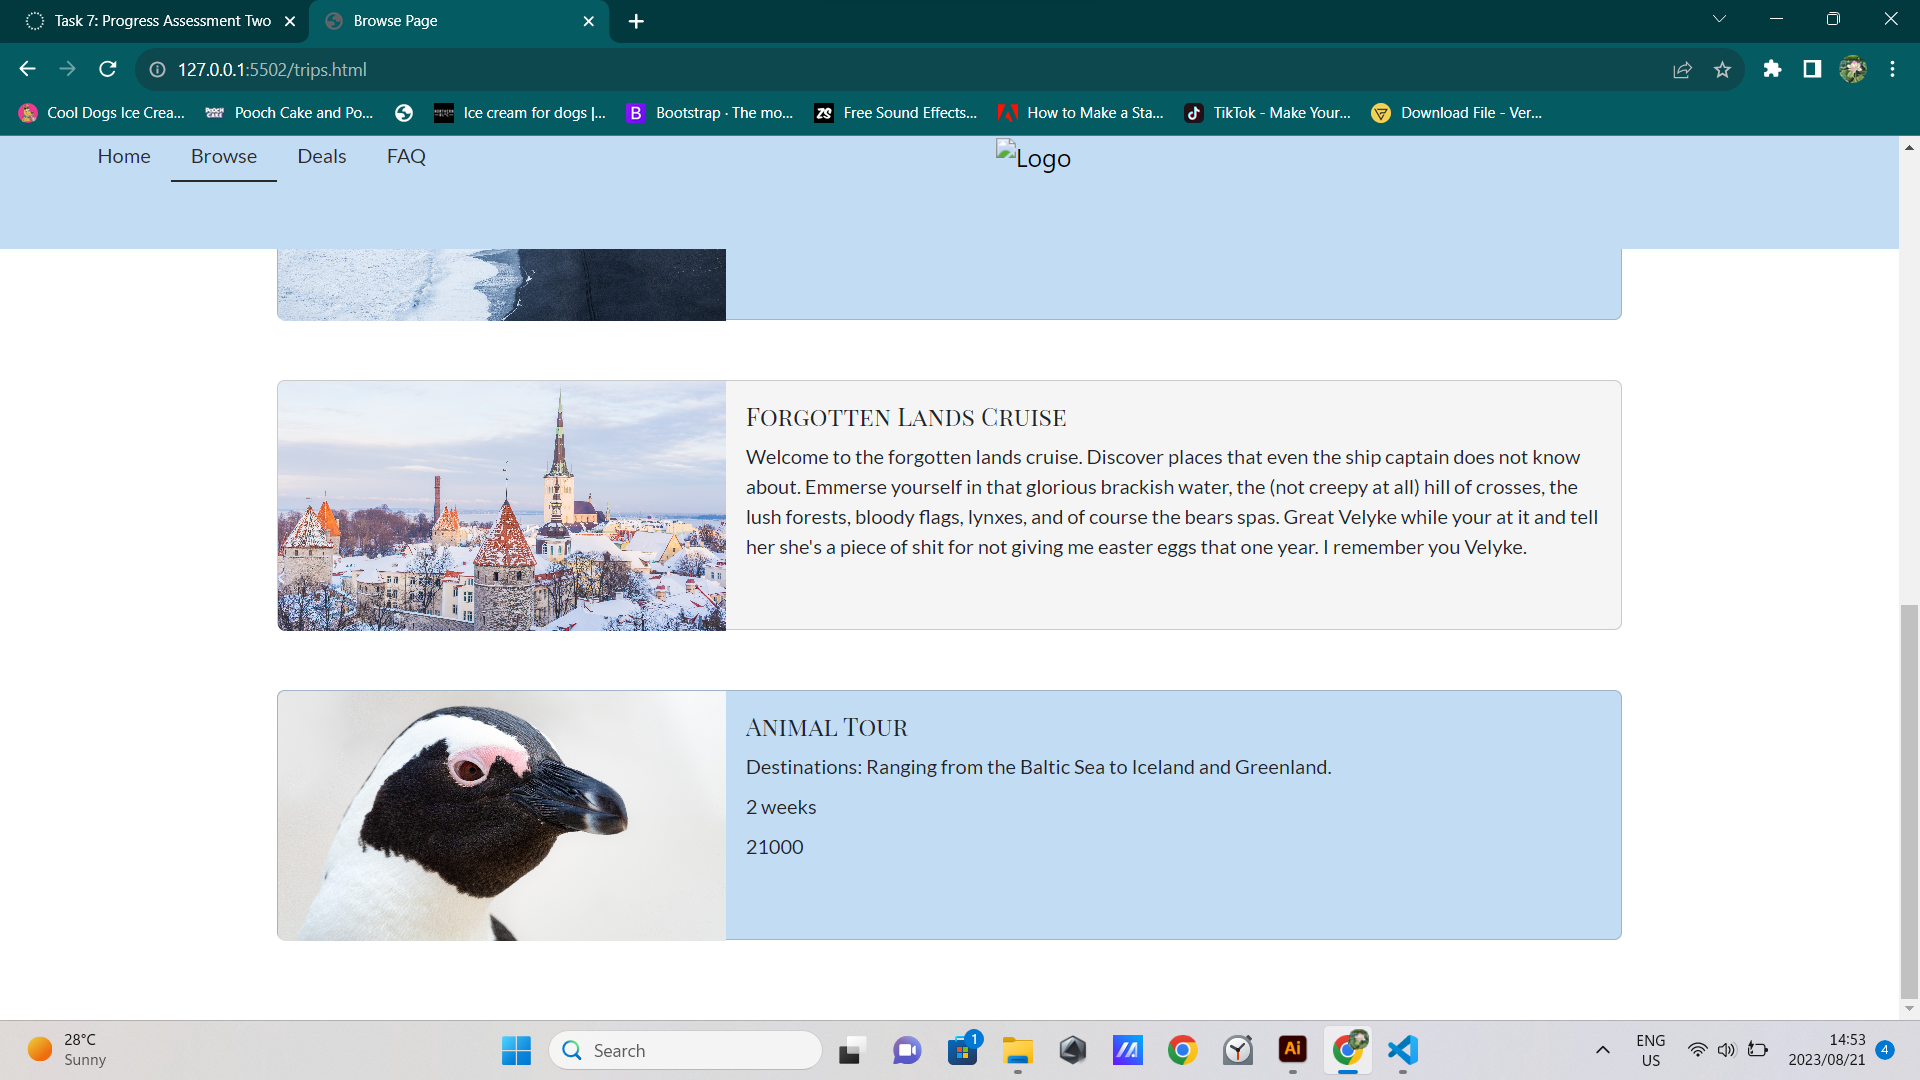 Task 7: Progress Assessment Two
Browse Page
127.0.0.1:5502/trips.html
Cool Dogs Ice Crea...
Pooch Cake and Po...
Ice cream for dogs |...
Bootstrap · The mo...
Free Sound Effects...
How to Make a Sta...
TikTok - Make Your...
Download File - Ver...
Home
Browse
Deals
FAQ
Logo
Forgotten Lands Cruise
Welcome to the forgotten lands cruise. Discover places that even the ship captain does not know
about. Emmerse yourself in that glorious brackish water, the (not creepy at all) hill of crosses, the
lush forests, bloody flags, lynxes, and of course the bears spas. Great Velyke while your at it and tell
her she's a piece of shit for not giving me easter eggs that one year. I remember you Velyke.
Animal Tour
Destinations: Ranging from the Baltic Sea to Iceland and Greenland.
2 weeks
21000
28°C
Sunny
Search
1
Ai
ENG
US
14:53
2023/08/21
4